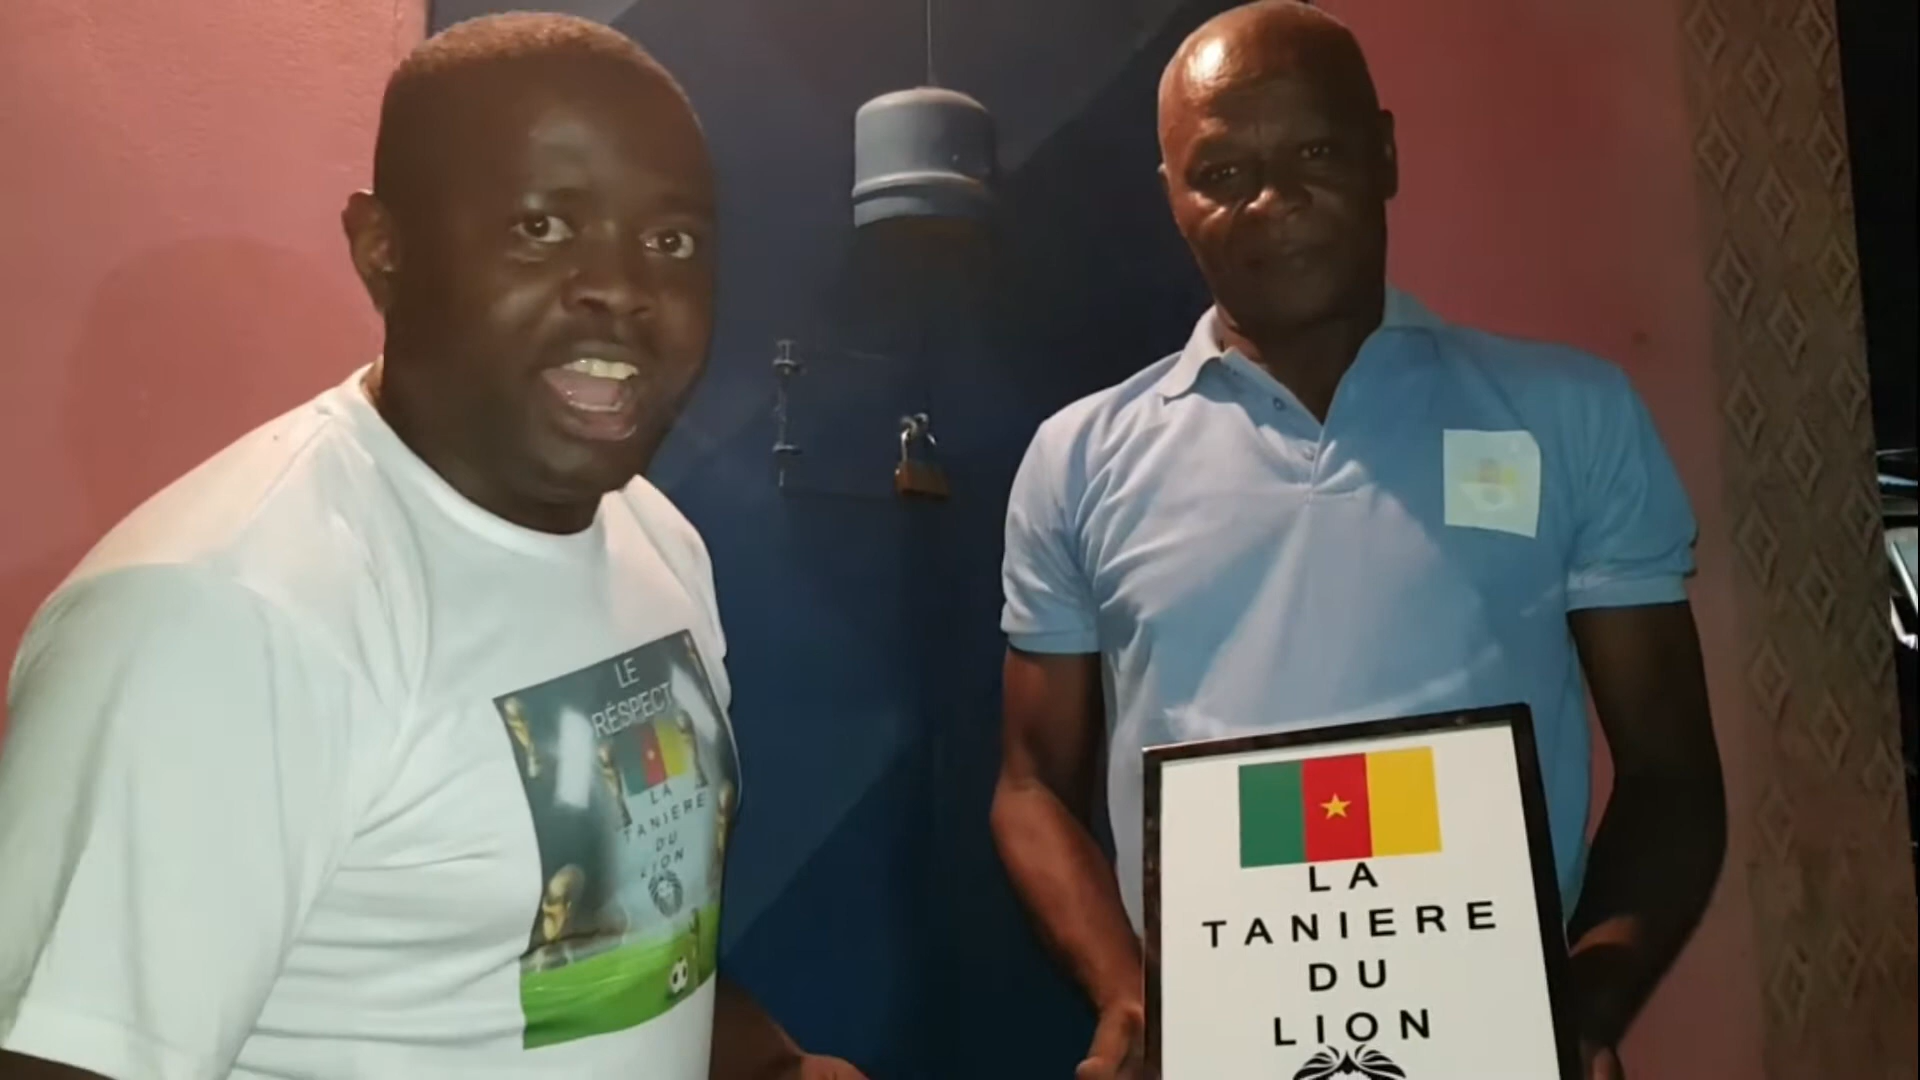 LE
RÉSPECT
LA
TANIERE
DU
LION
LA
TANIERE
DU
LION